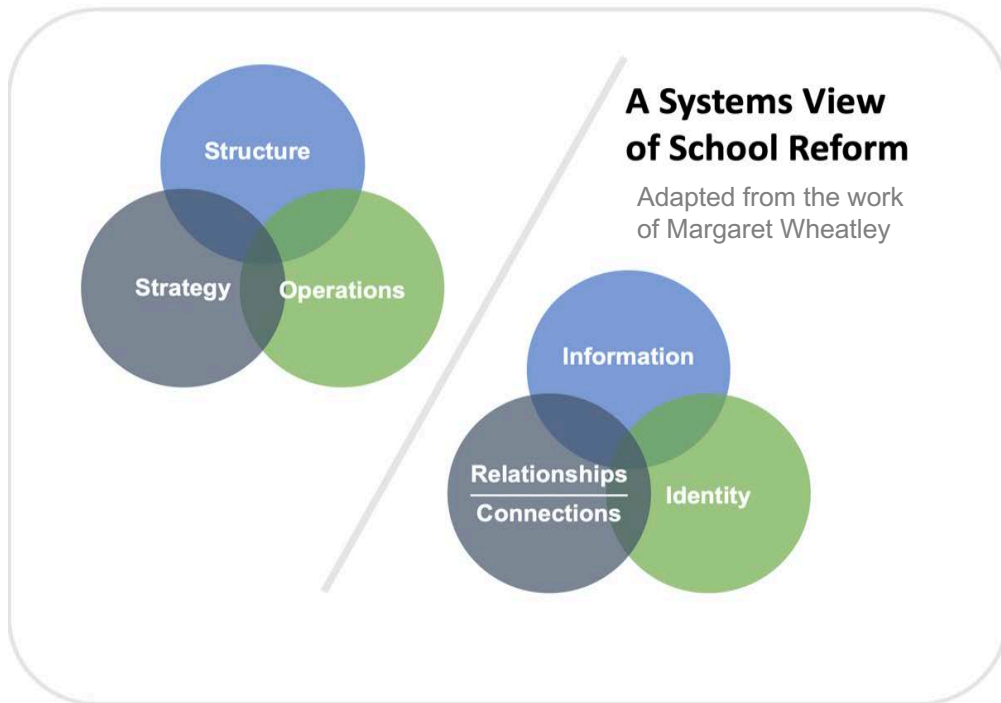 A Systems View
of School Reform
Adapted from the work
of Margaret Wheatley
Structure
Strategy
Operations
Information
Relationships
Connections
Identity